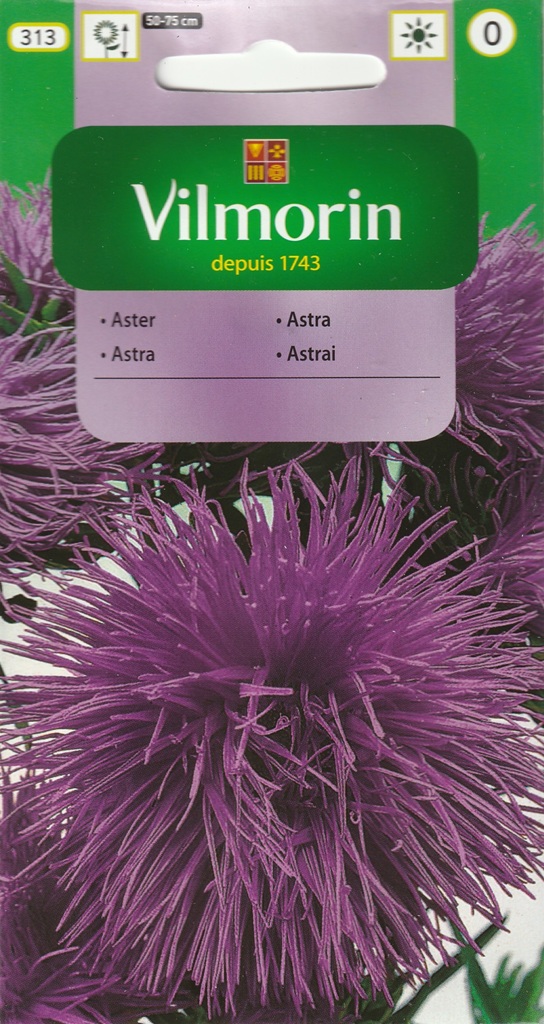 313
50-75 cm
0
Vilmorin
depuis 1743
• Aster
• Astra
• Astra
• Astrai